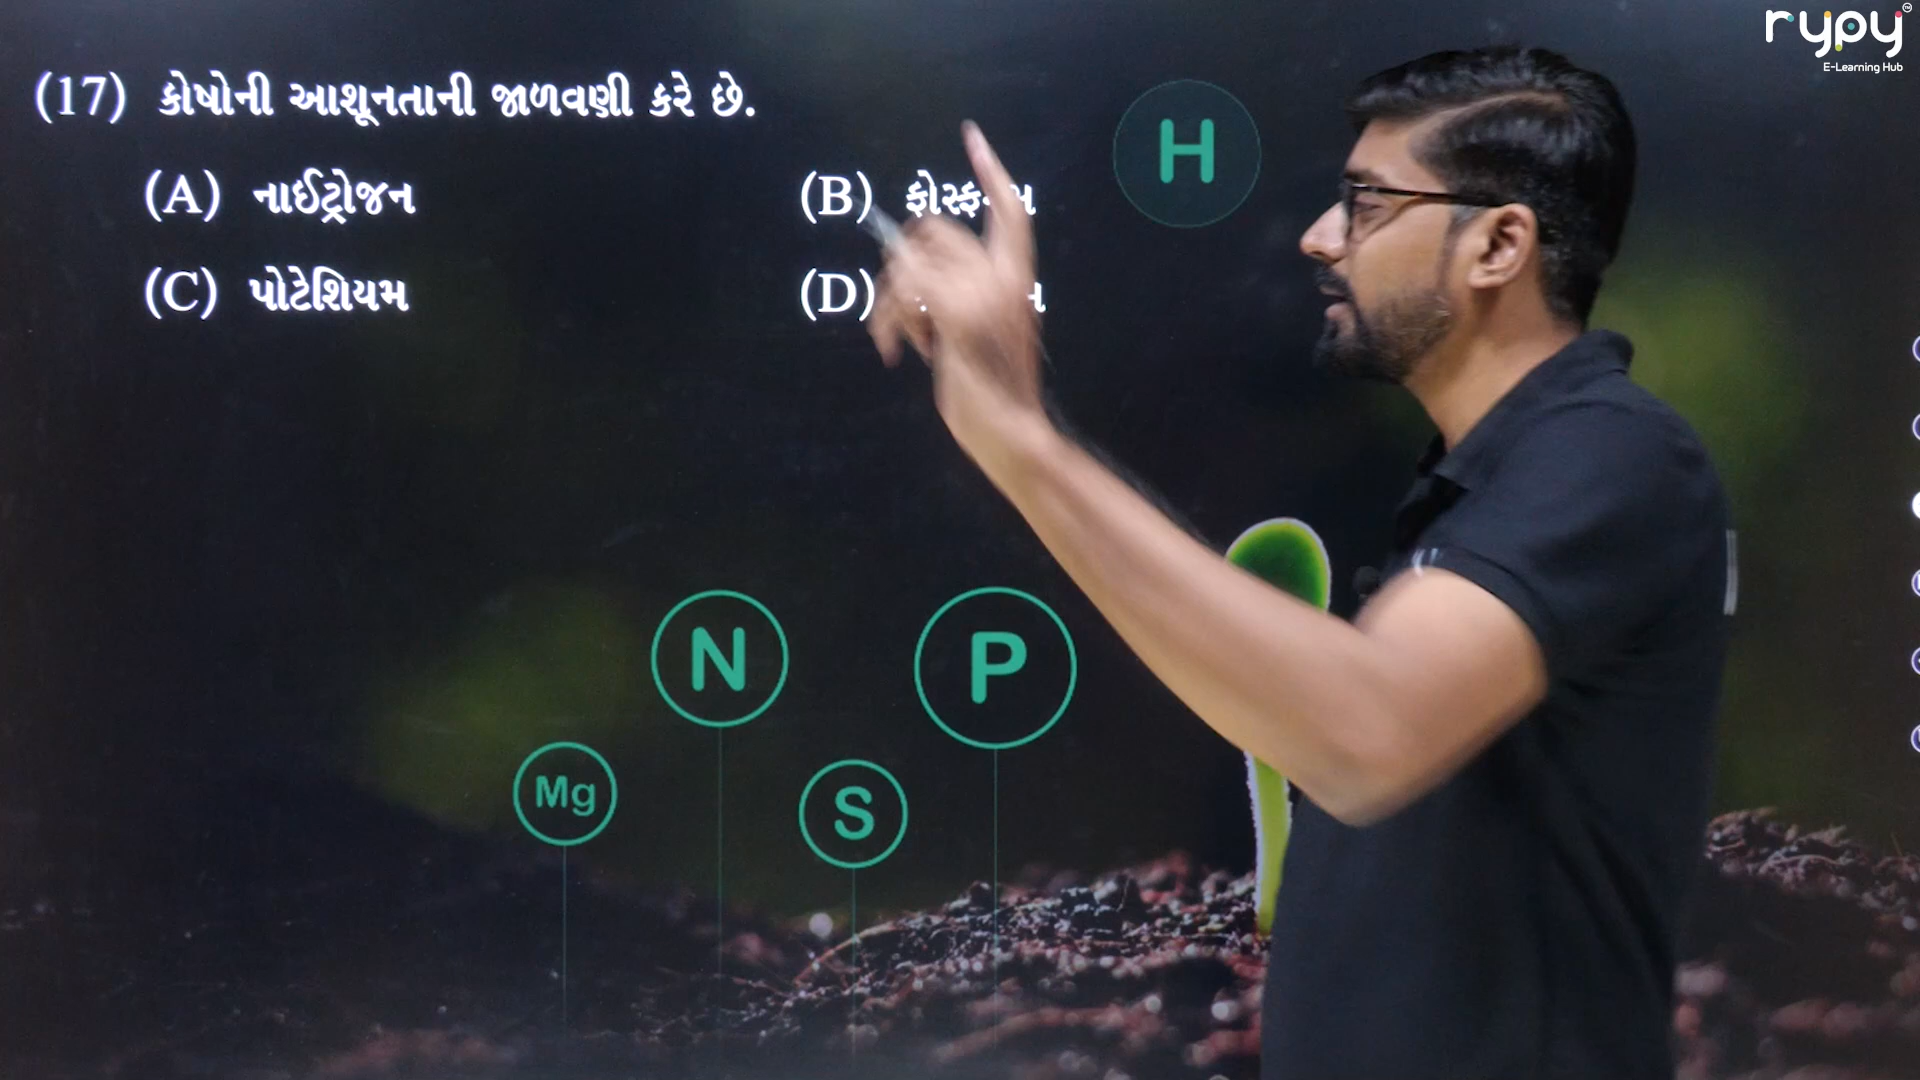 rypy
E-Learning Hub
(17) કોષોની આશૂનતાની જાળવણી કરે છે.
(A) નાઈટ્રોજન (B)
(C) પોટેશિયમ (D)
H
N
P
Mg
S